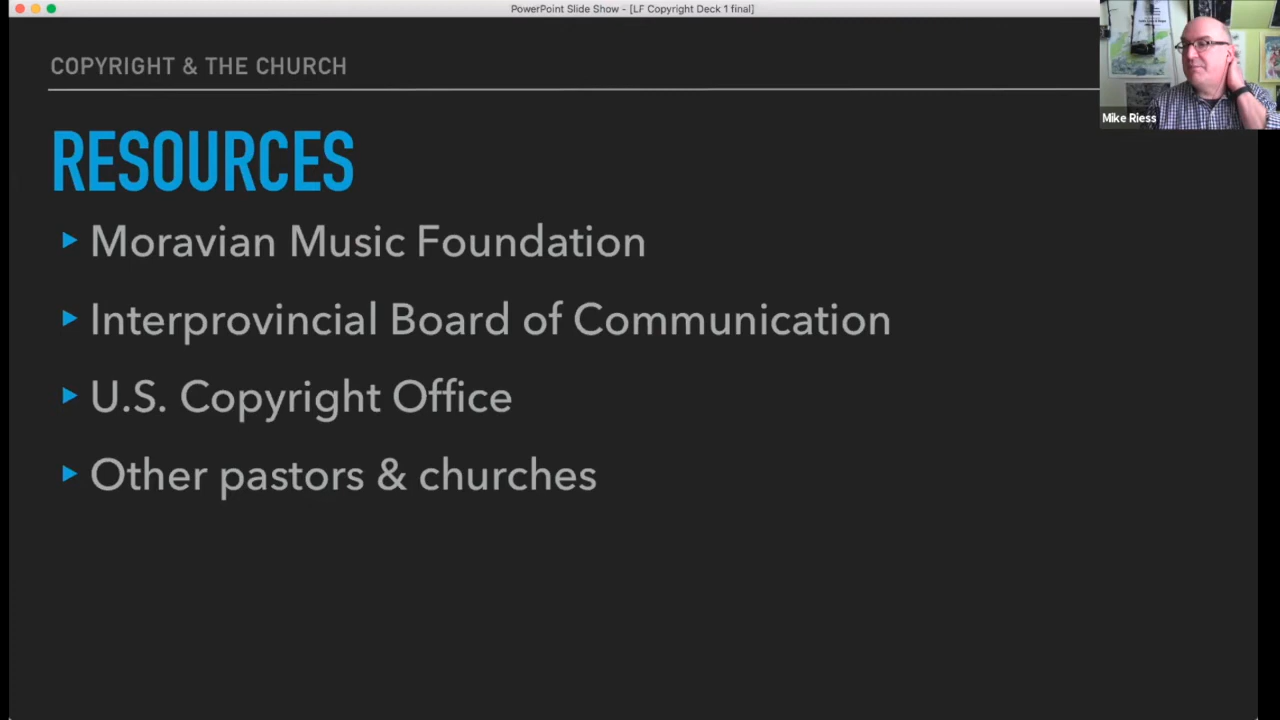 PowerPoint Slide Show - [LF Copyright Deck 1 final]
COPYRIGHT & THE CHURCH
Mike Riess
RESOURCES
Moravian Music Foundation
Interprovincial Board of Communication
U.S. Copyright Office
Other pastors & churches